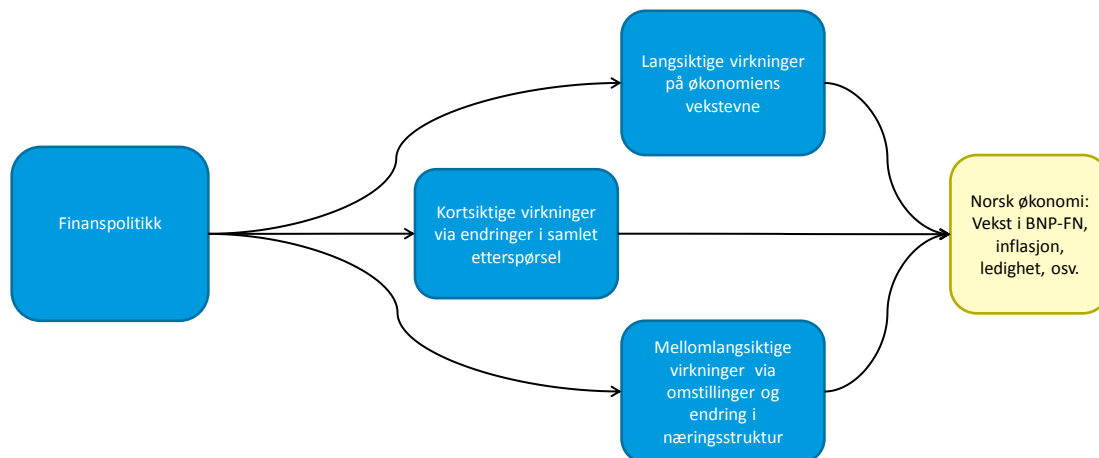 Langsiktige virkninger
på økonomiens
vekstevne
Finanspolitikk
Kortsiktige virkninger
via endringer i samlet
etterspørsel
Norsk økonomi:
Vekst i BNP-FN,
inflasjon,
ledighet, osv.
Mellomlangsiktige
virkninger via
omstillinger og
endring i
næringsstruktur